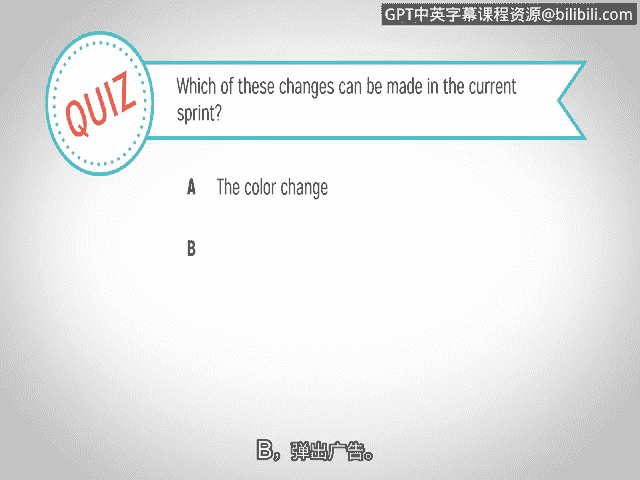 GPT中英字幕课程资源@bilibili.com
QUIZ
Which of these changes can be made in the current
sprint?
A The color change
B
B，弹出广告。